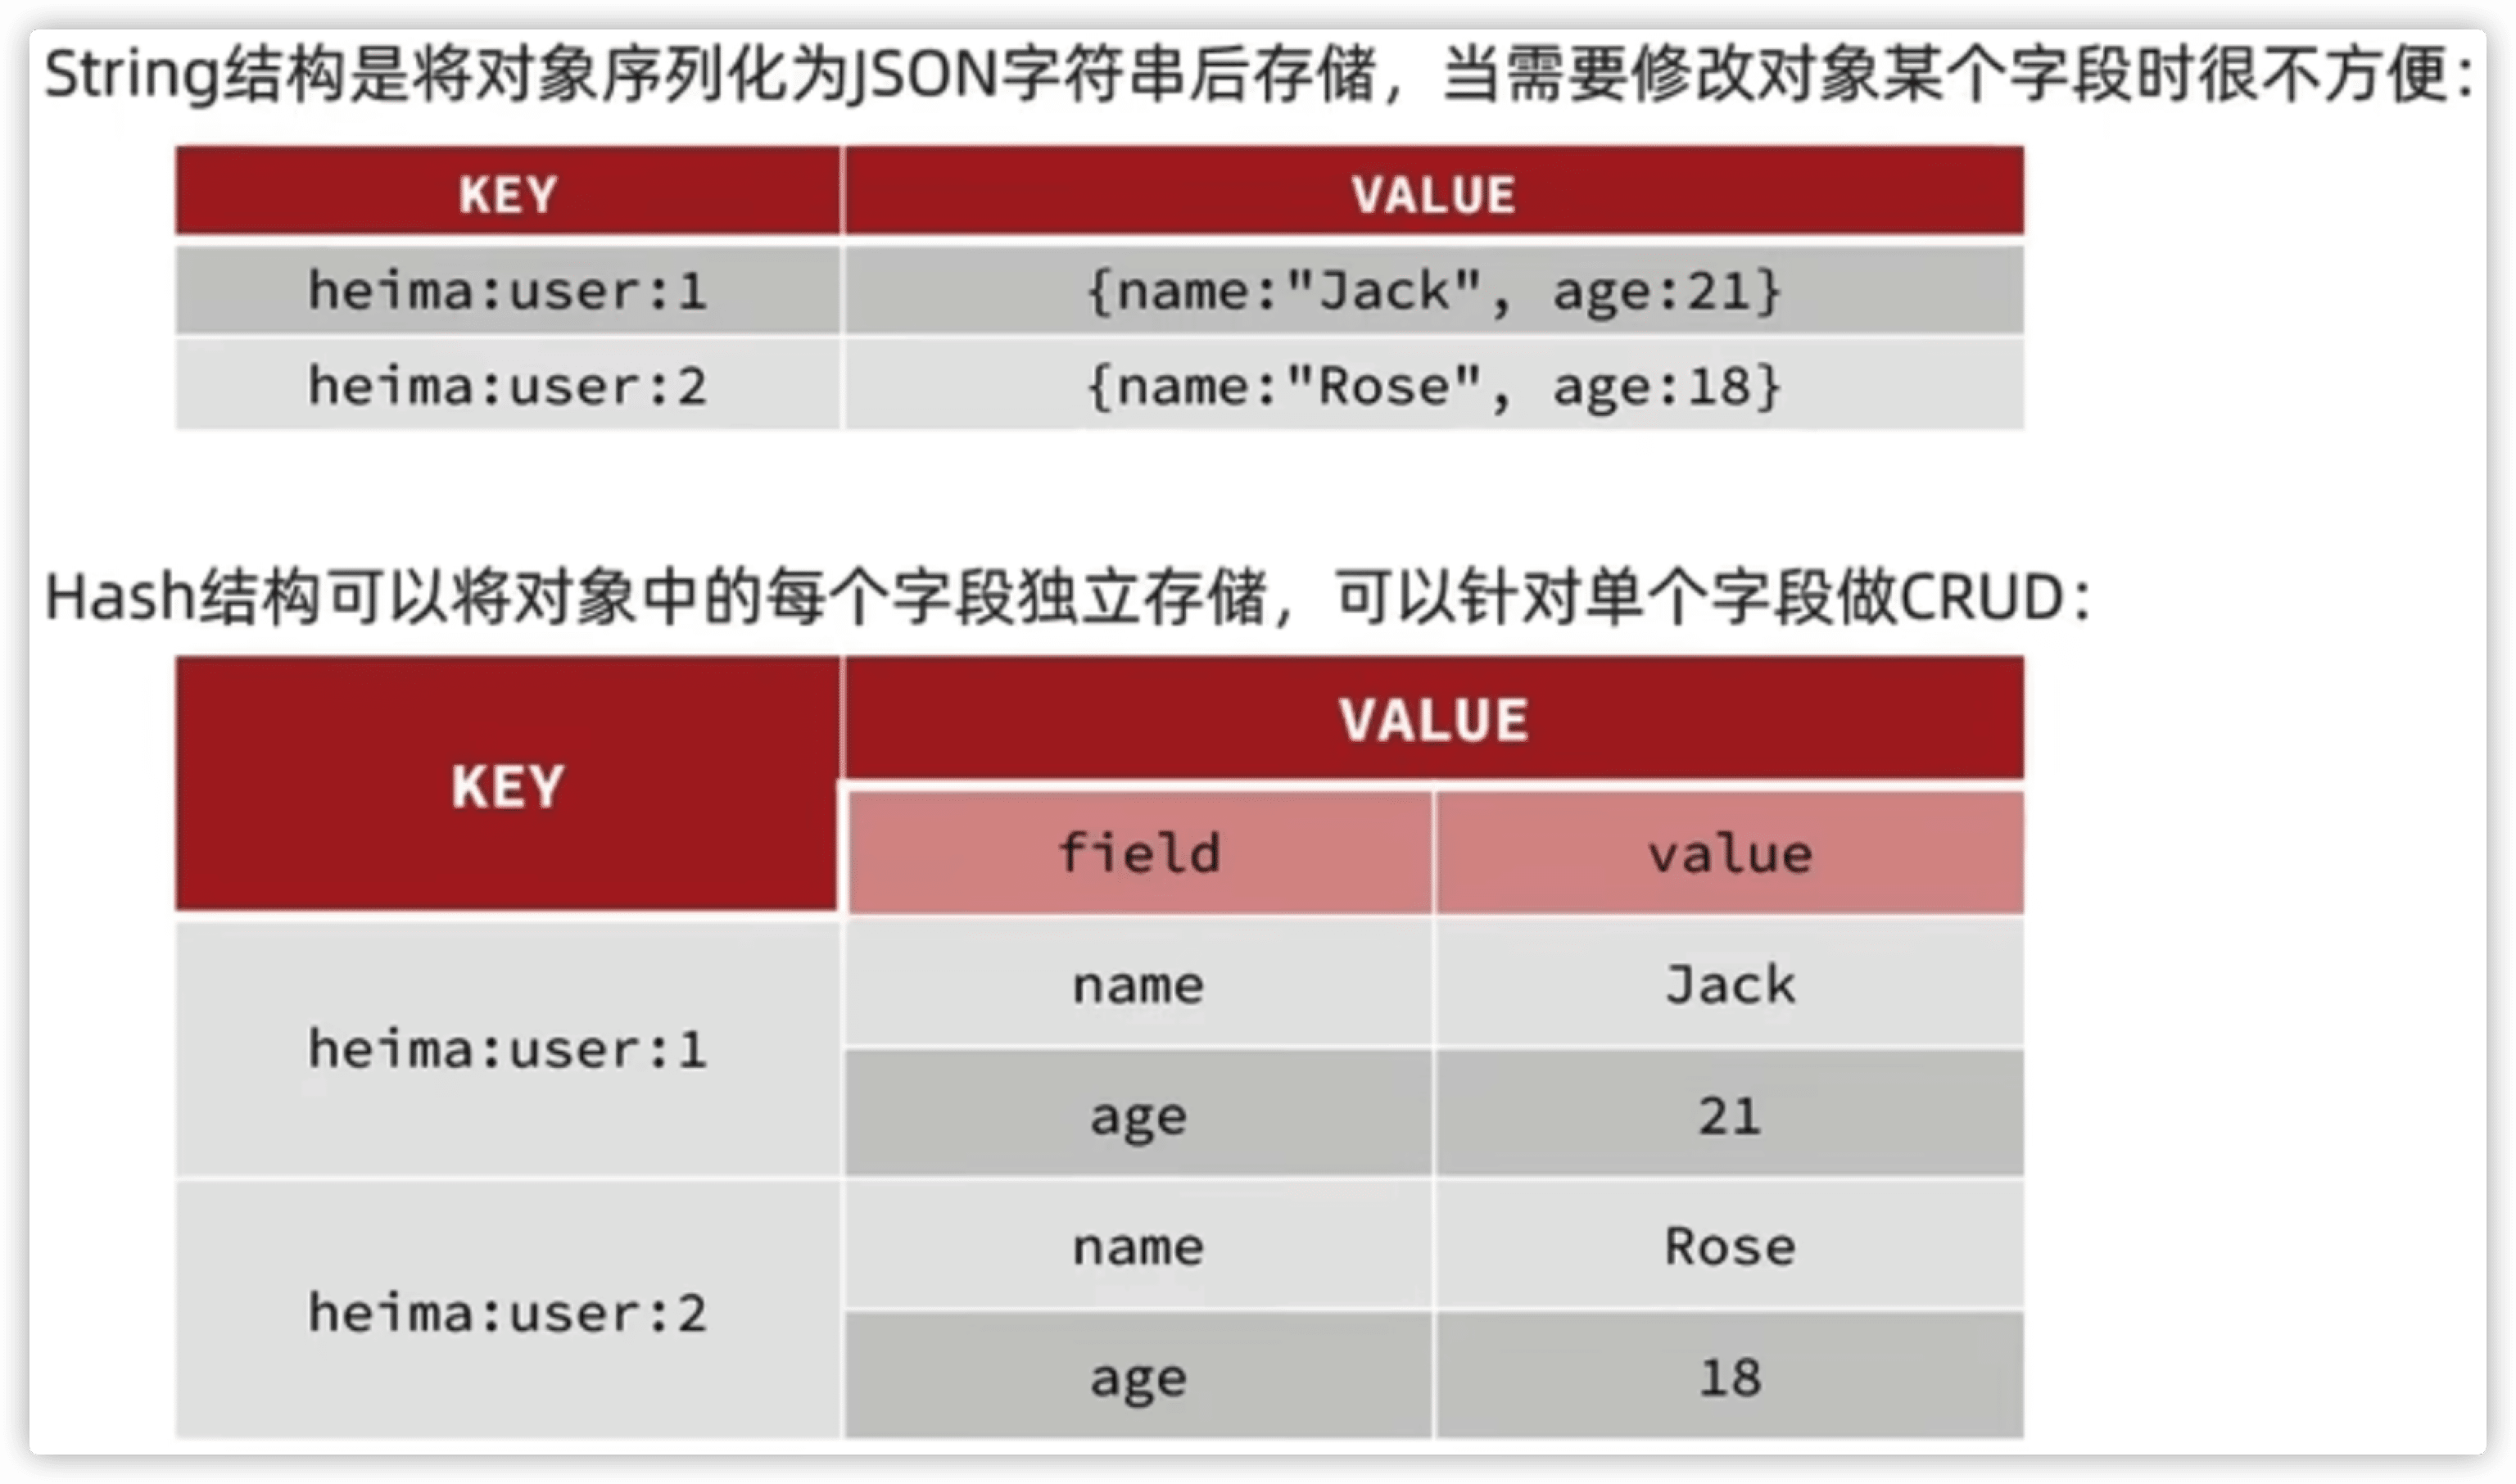 String结构是将对象序列化为JSON字符串后存储，当需要修改对象某个字段时很不方便：
KEY VALUE
heima:user:1 {name:"Jack", age:21}
heima:user:2 {name:"Rose", age:18}
Hash结构可以将对象中的每个字段独立存储，可以针对单个字段做CRUD：
KEY VALUE
field value
heima:user:1 name Jack
age 21
heima:user:2 name Rose
age 18